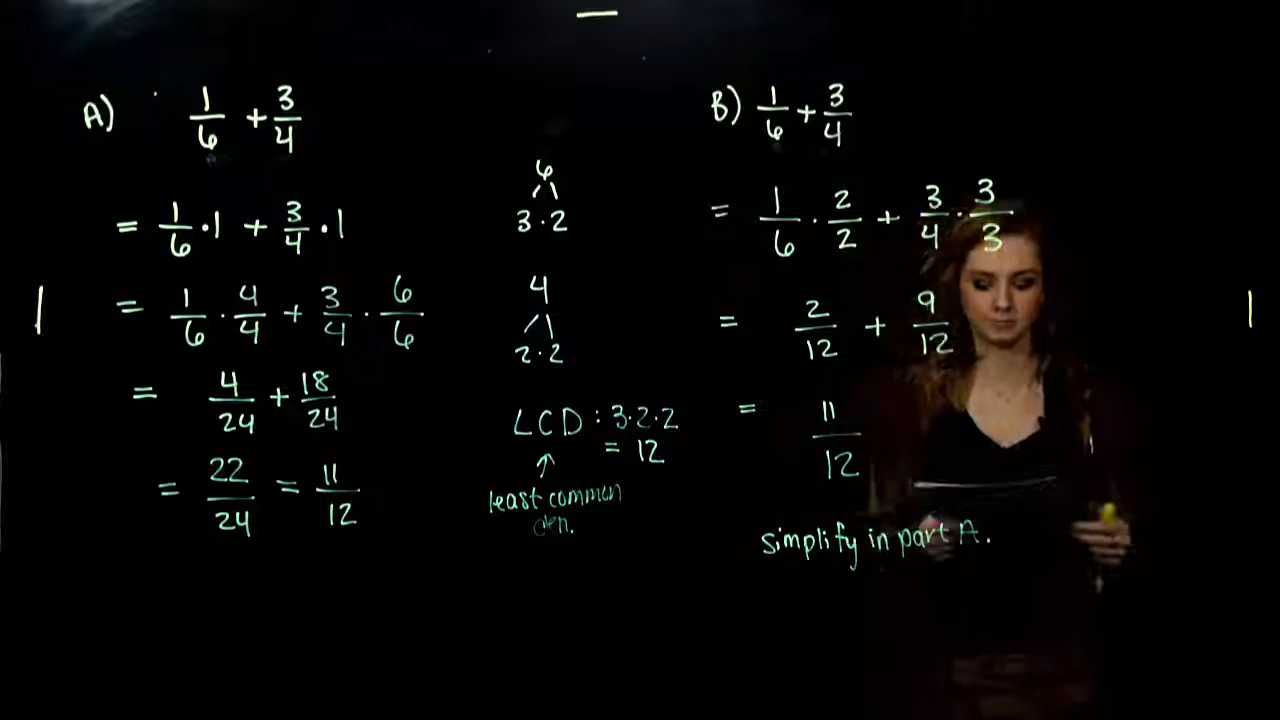 A) 1/6 + 3/4
= 1/6 · 1 + 3/4 · 1
= 1/6 · 4/4 + 3/4 · 6/6
= 4/24 + 18/24
= 22/24 = 11/12
6
3 · 2
4
2 · 2
LCD : 3·2·2
= 12
least common
den.
B) 1/6 + 3/4
= 1/6 · 2/2 + 3/4 · 3/3
= 2/12 + 9/12
= 11/12
simplify in part A.